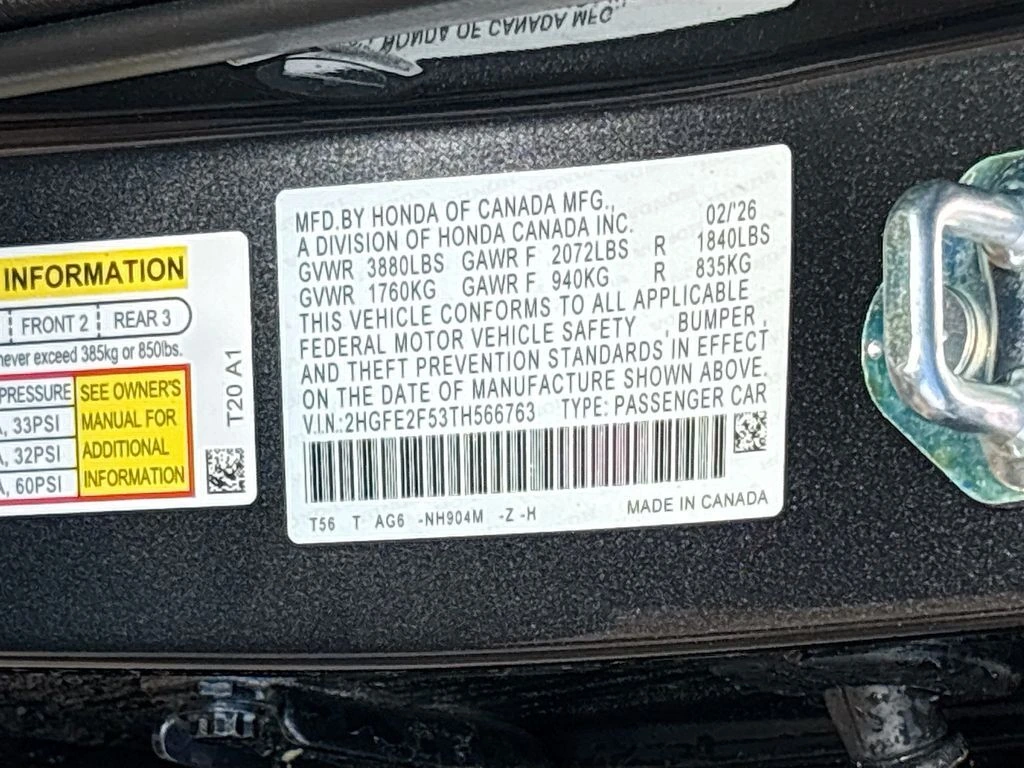 HONDA OF CANADA MFG.,
INFORMATION
FRONT 2 REAR 3
never exceed 385kg or 850lbs.
PRESSURE SEE OWNER'S
, 33PSI MANUAL FOR
, 32PSI ADDITIONAL
, 60PSI INFORMATION
T20 A1
MFD.BY HONDA OF CANADA MFG.,
A DIVISION OF HONDA CANADA INC. 02/'26
GVWR 3880LBS GAWR F 2072LBS R 1840LBS
GVWR 1760KG GAWR F 940KG R 835KG
THIS VEHICLE CONFORMS TO ALL APPLICABLE
FEDERAL MOTOR VEHICLE SAFETY , BUMPER ,
AND THEFT PREVENTION STANDARDS IN EFFECT
ON THE DATE OF MANUFACTURE SHOWN ABOVE.
V.I.N.:2HGFE2F53TH566763 TYPE: PASSENGER CAR
T56 T AG6 -NH904M -Z -H MADE IN CANADA